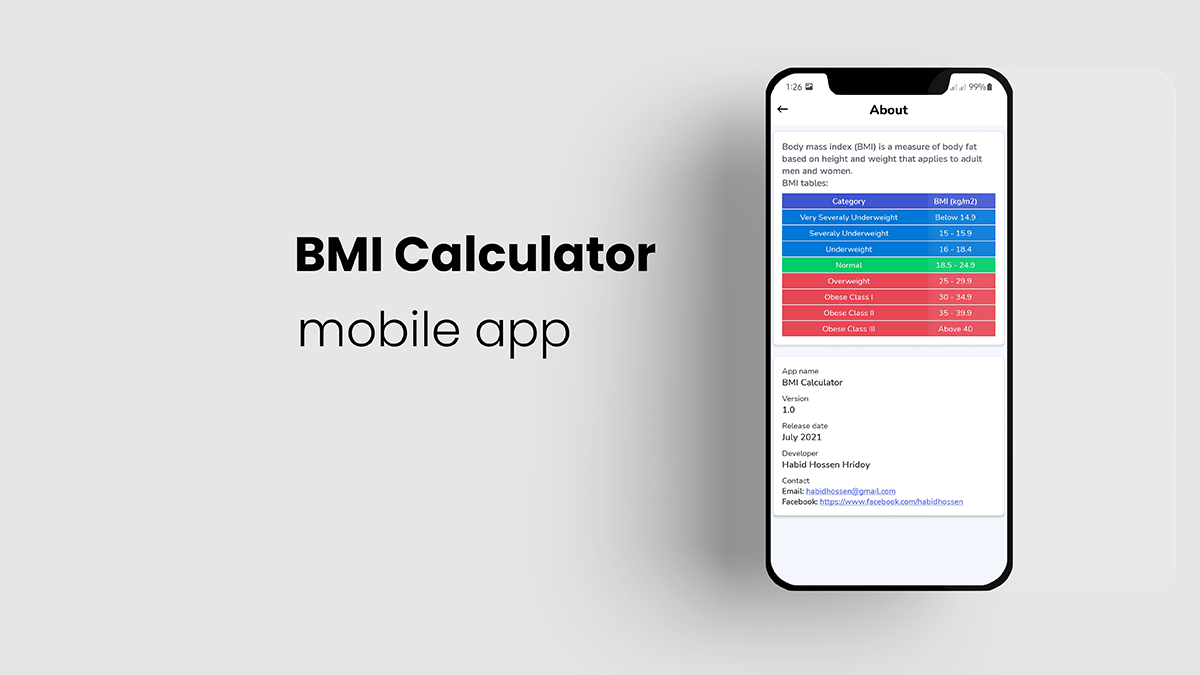 BMI Calculator
mobile app
1:26
99%
About
Body mass index (BMI) is a measure of body fat
based on height and weight that applies to adult
men and women.
BMI tables:
Category BMI (kg/m2)
Very Severaly Underweight Below 14.9
Severaly Underweight 15 - 15.9
Underweight 16 - 18.4
Normal 18.5 - 24.9
Overweight 25 - 29.9
Obese Class I 30 - 34.9
Obese Class II 35 - 39.9
Obese Class III Above 40
App name
BMI Calculator
Version
1.0
Release date
July 2021
Developer
Habid Hossen Hridoy
Contact
Email: habidhossen@gmail.com
Facebook: https://www.facebook.com/habidhossen